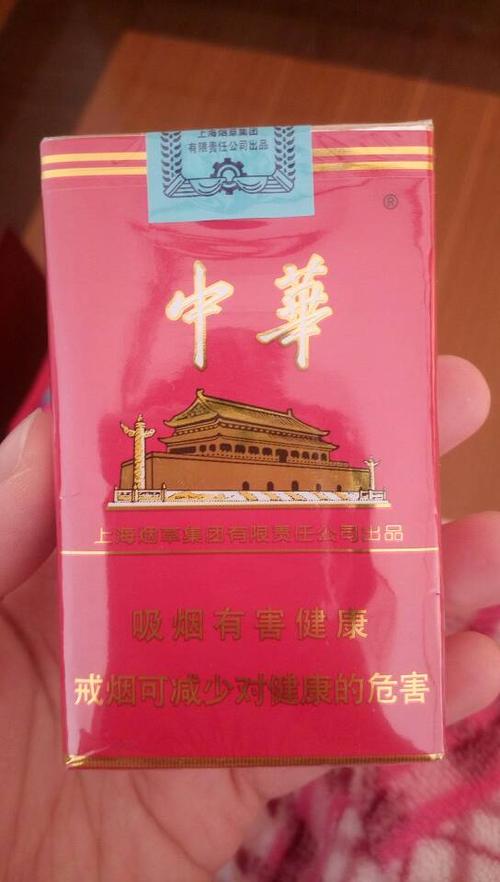 上海烟草集团
有限责任公司出品
®
中華
上海烟草集团有限责任公司出品
吸烟有害健康
戒烟可减少对健康的危害